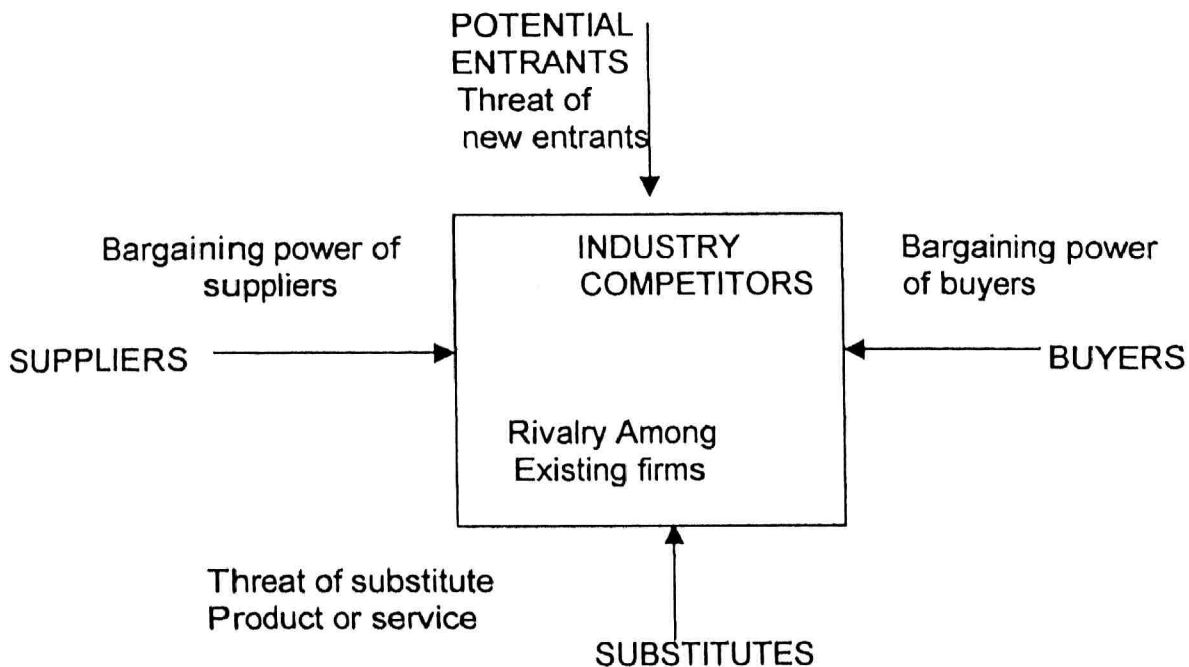 POTENTIAL
ENTRANTS
Threat of
new entrants
Bargaining power of
suppliers
INDUSTRY
COMPETITORS
Bargaining power
of buyers
SUPPLIERS
BUYERS
Rivalry Among
Existing firms
Threat of substitute
Product or service
SUBSTITUTES